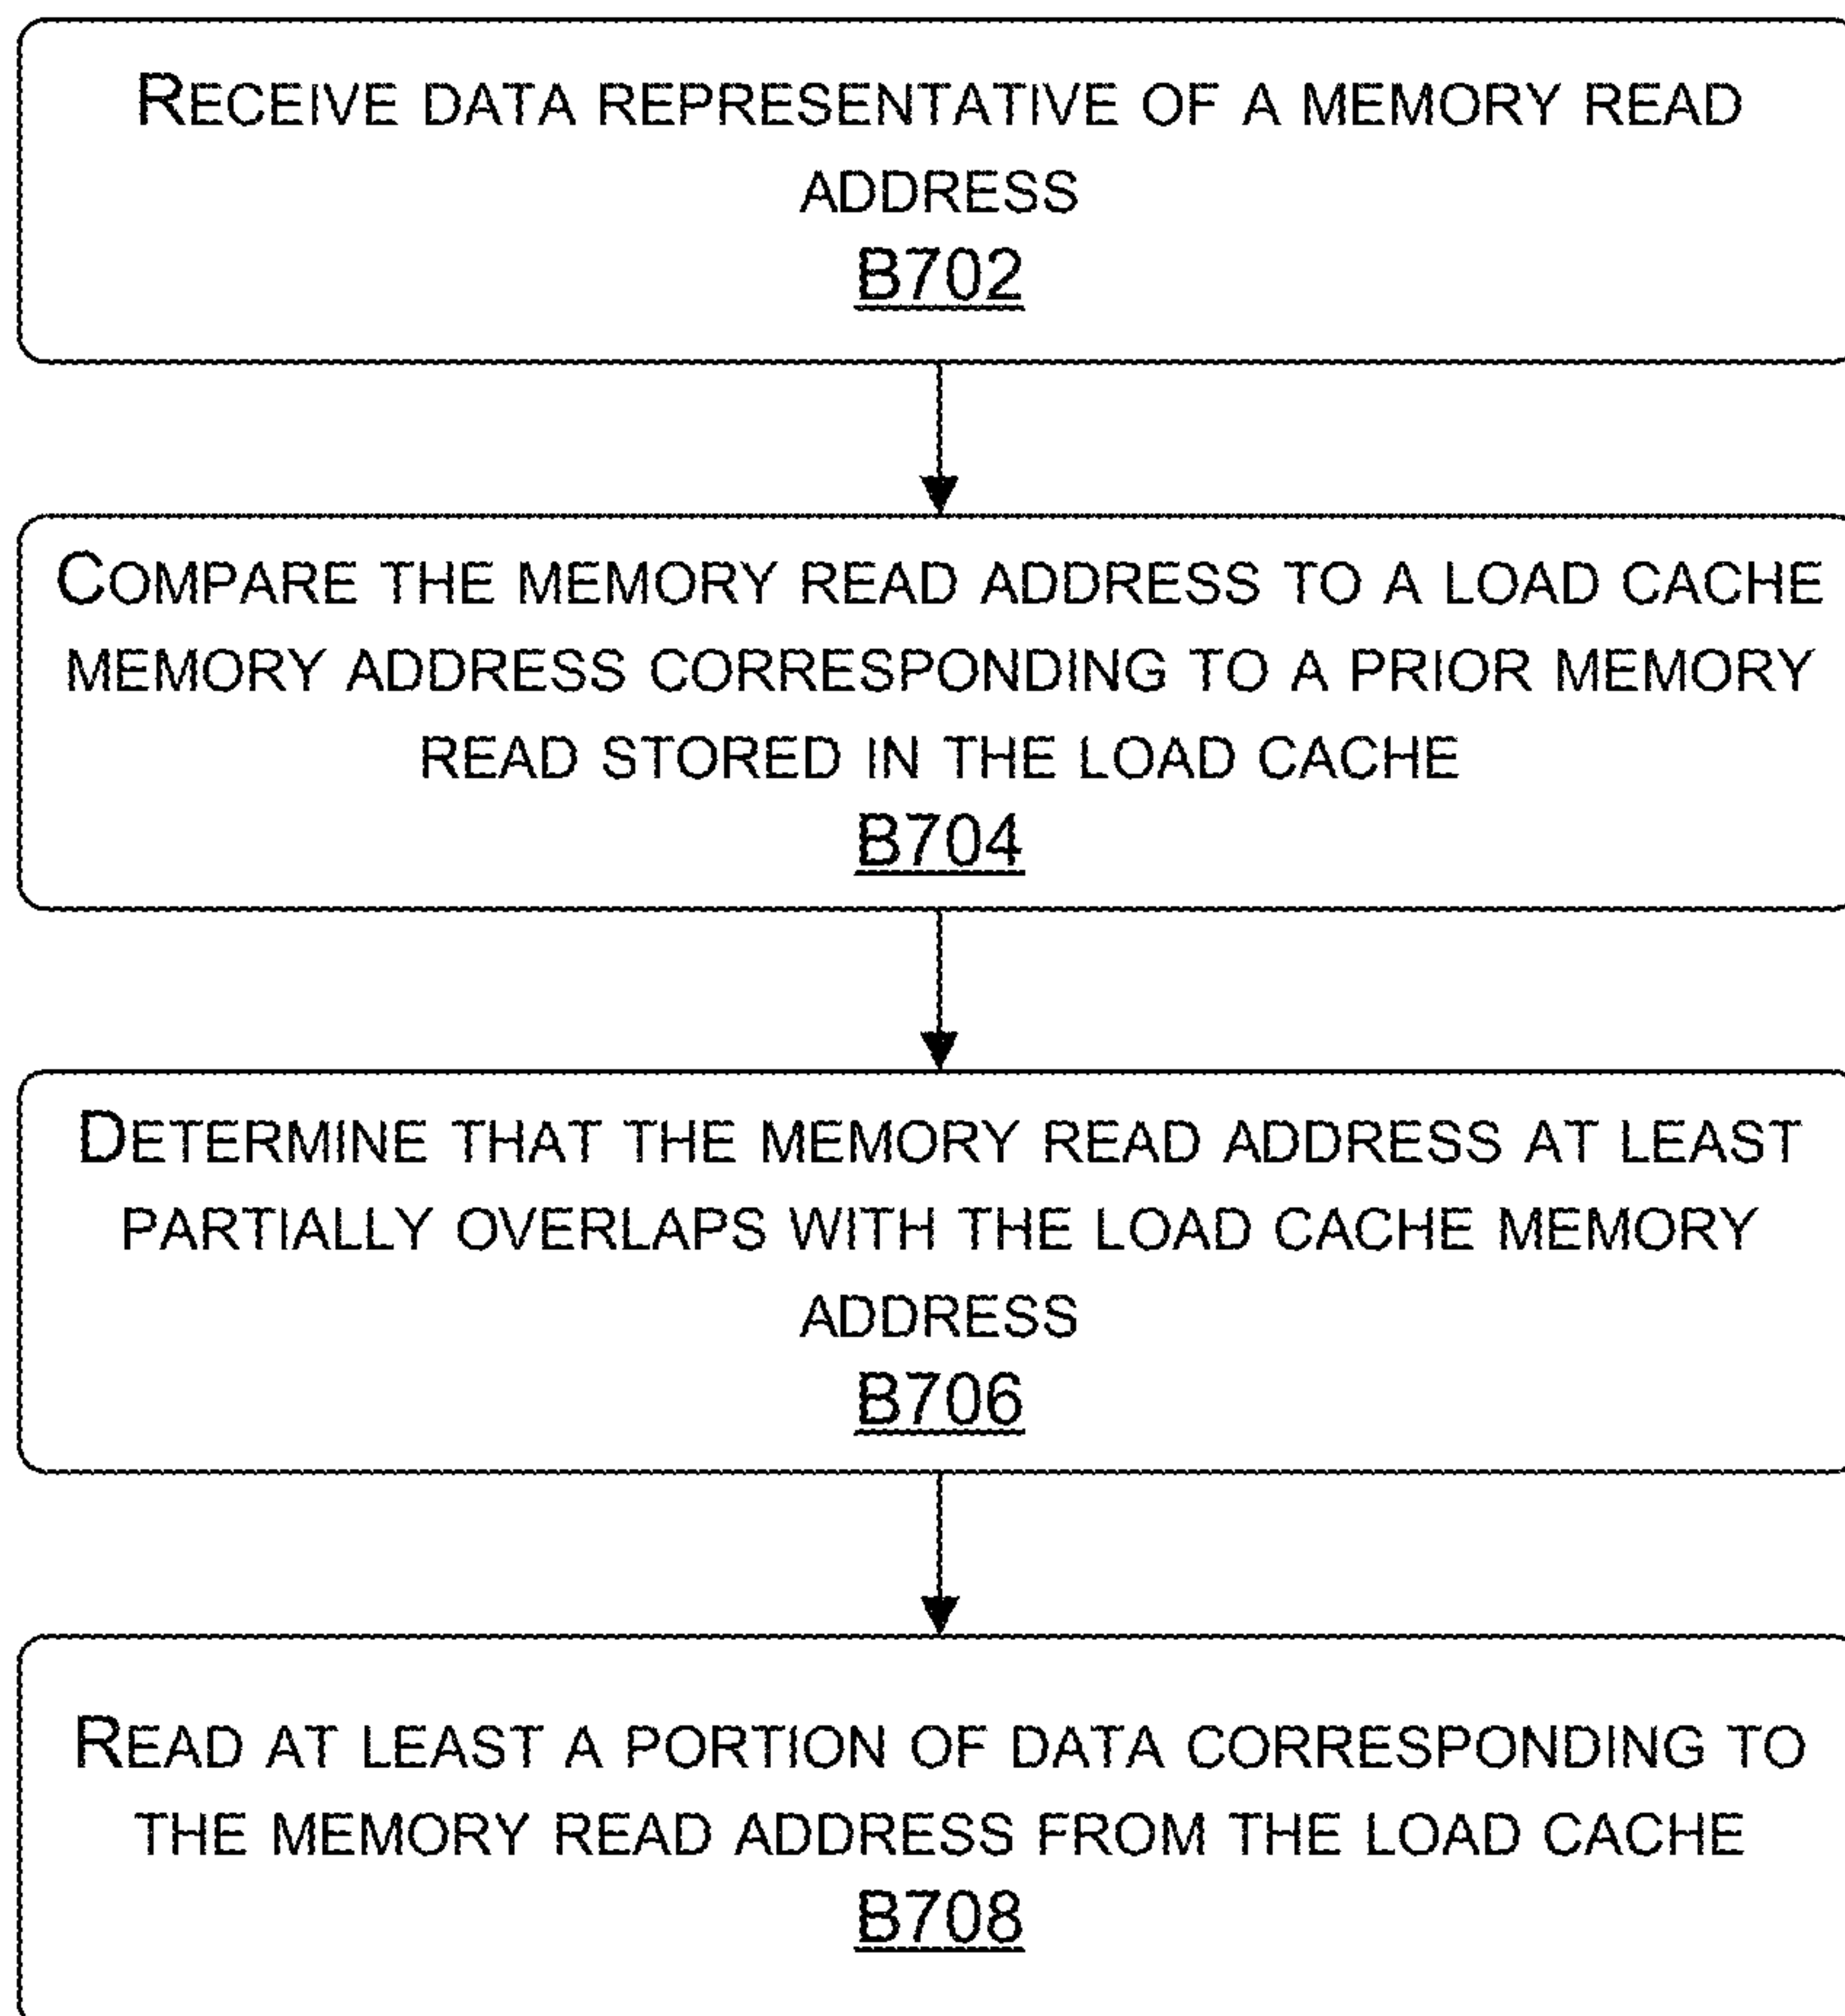 RECEIVE DATA REPRESENTATIVE OF A MEMORY READ
ADDRESS
B702
COMPARE THE MEMORY READ ADDRESS TO A LOAD CACHE
MEMORY ADDRESS CORRESPONDING TO A PRIOR MEMORY
READ STORED IN THE LOAD CACHE
B704
DETERMINE THAT THE MEMORY READ ADDRESS AT LEAST
PARTIALLY OVERLAPS WITH THE LOAD CACHE MEMORY
ADDRESS
B706
READ AT LEAST A PORTION OF DATA CORRESPONDING TO
THE MEMORY READ ADDRESS FROM THE LOAD CACHE
B708